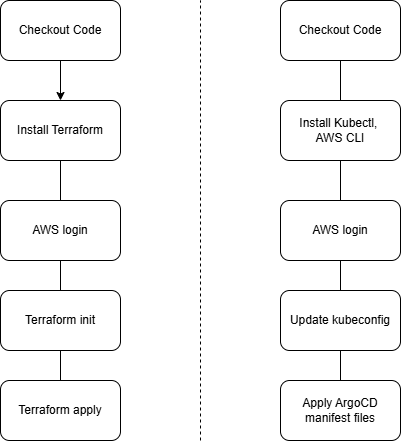 Checkout Code
Install Terraform
AWS login
Terraform init
Terraform apply
Checkout Code
Install Kubectl,
AWS CLI
AWS login
Update kubeconfig
Apply ArgoCD
manifest files